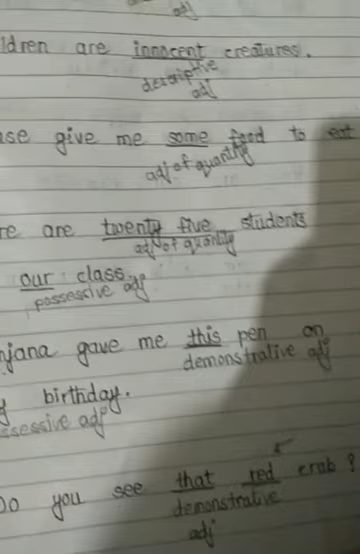 adj
ldren are innocent creatures.
descriptive
adj
ase give me some food to eat
adj of quantity
re are twenty five students
adj of quantity
our class.
possessive adj
njana gave me this pen on
demonstrative adj
y birthday.
ssessive adj
Do you see that red crab?
demonstrative
adj